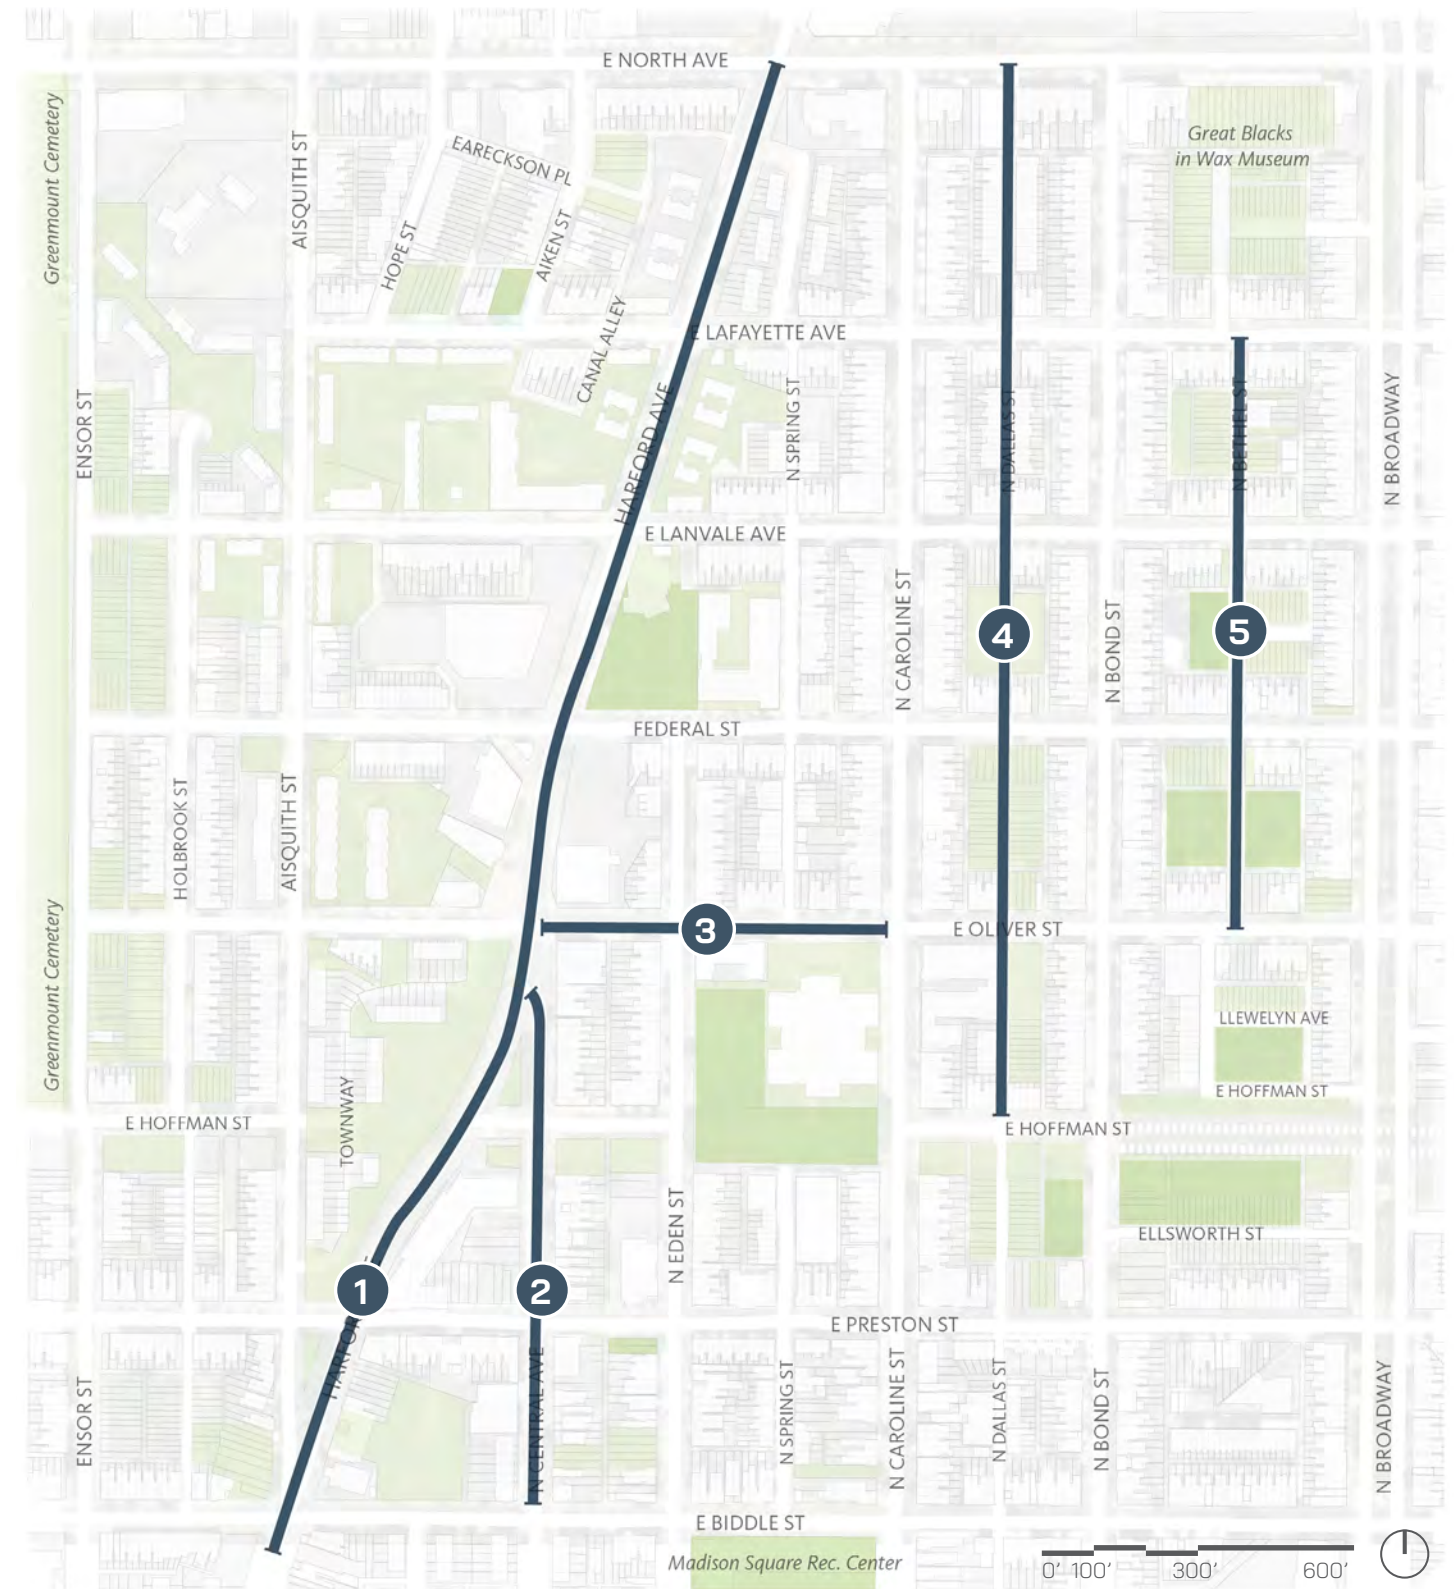 E NORTH AVE
Greenmount Cemetery
AISQUITH ST
EARECKSON PL
HOPE ST
AIKEN ST
Great Blacks
in Wax Museum
CANAL ALLEY
E LAFAYETTE AVE
ENSOR ST
HARFORD AVE
N SPRING ST
N DALLAS ST
N BETHEL ST
N BROADWAY
E LANVALE AVE
N CAROLINE ST
N BOND ST
4
5
FEDERAL ST
HOLBROOK ST
AISQUITH ST
3
E OLIVER ST
Greenmount Cemetery
LLEWELYN AVE
E HOFFMAN ST
TOWNWAY
E HOFFMAN ST
E HOFFMAN ST
N EDEN ST
ELLSWORTH ST
1
2
E PRESTON ST
HARFOR
ENSOR ST
N CENTRAL AVE
N SPRING ST
N CAROLINE ST
N DALLAS ST
N BOND ST
N BROADWAY
E BIDDLE ST
Madison Square Rec. Center
0' 100' 300' 600'